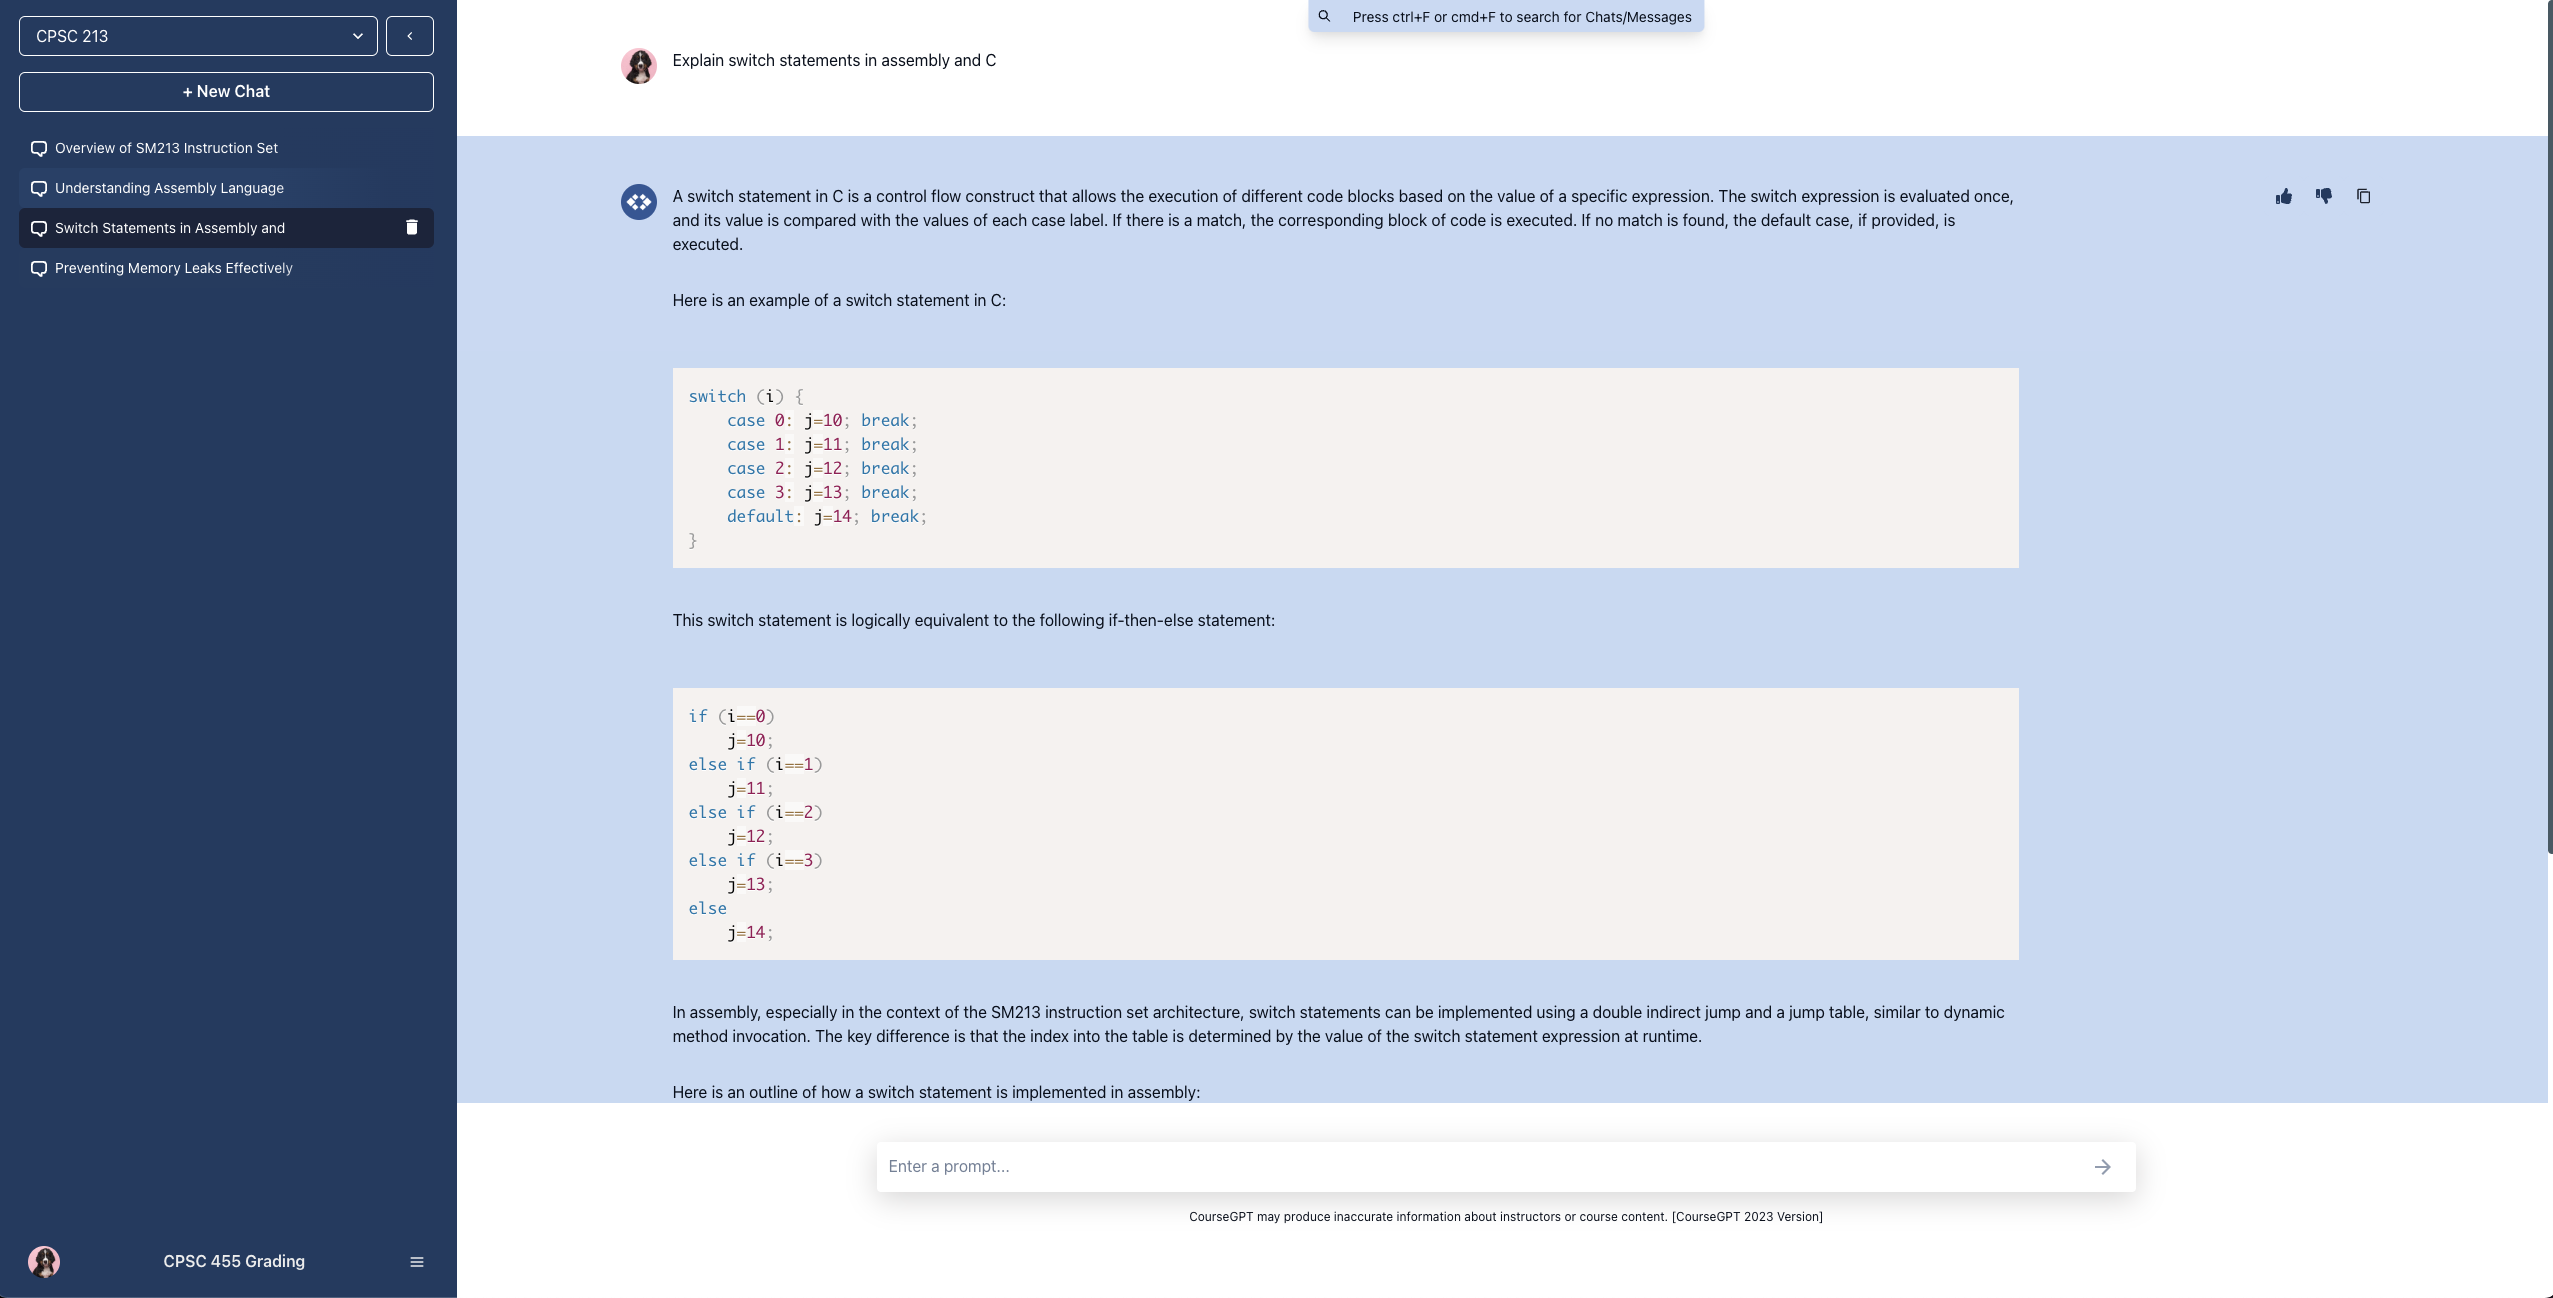 CPSC 213
+ New Chat
Overview of SM213 Instruction Set
Understanding Assembly Language
Switch Statements in Assembly and
Preventing Memory Leaks Effectively
CPSC 455 Grading
Press ctrl+F or cmd+F to search for Chats/Messages
Explain switch statements in assembly and C
A switch statement in C is a control flow construct that allows the execution of different code blocks based on the value of a specific expression. The switch expression is evaluated once,
and its value is compared with the values of each case label. If there is a match, the corresponding block of code is executed. If no match is found, the default case, if provided, is
executed.
Here is an example of a switch statement in C:
switch (i) {
    case 0: j=10; break;
    case 1: j=11; break;
    case 2: j=12; break;
    case 3: j=13; break;
    default: j=14; break;
}
This switch statement is logically equivalent to the following if-then-else statement:
if (i==0)
    j=10;
else if (i==1)
    j=11;
else if (i==2)
    j=12;
else if (i==3)
    j=13;
else
    j=14;
In assembly, especially in the context of the SM213 instruction set architecture, switch statements can be implemented using a double indirect jump and a jump table, similar to dynamic
method invocation. The key difference is that the index into the table is determined by the value of the switch statement expression at runtime.
Here is an outline of how a switch statement is implemented in assembly:
Enter a prompt...
CourseGPT may produce inaccurate information about instructors or course content. [CourseGPT 2023 Version]